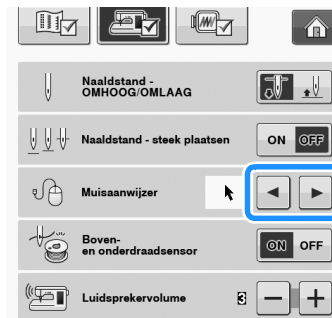 Naaldstand -
OMHOOG/OMLAAG
Naaldstand - steek plaatsen
ON OFF
Muisaanwijzer
Boven-
en onderdraadsensor
ON OFF
Luidsprekervolume
3